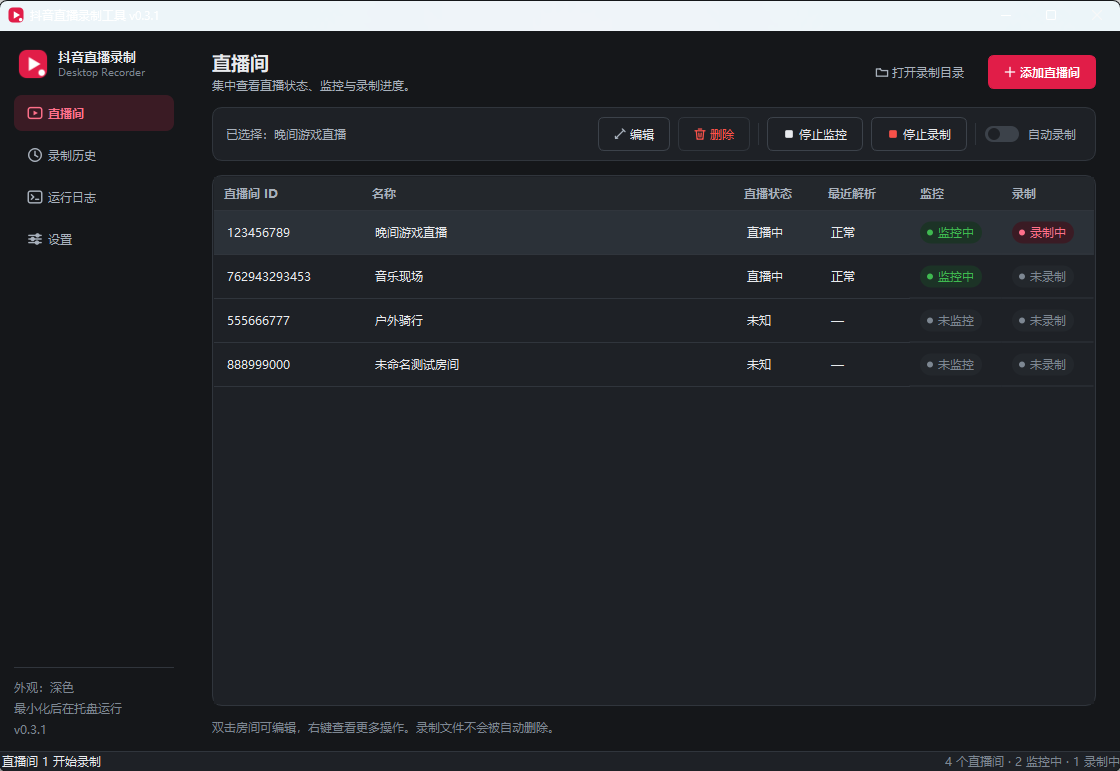 抖音直播录制工具 v0.3.1
抖音直播录制
Desktop Recorder
直播间
录制历史
运行日志
设置
外观：深色
最小化后在托盘运行
v0.3.1
直播间
集中查看直播状态、监控与录制进度。
打开录制目录
添加直播间
已选择：晚间游戏直播
编辑 删除 停止监控 停止录制 自动录制
直播间 ID 名称 直播状态 最近解析 监控 录制
123456789 晚间游戏直播 直播中 正常 监控中 录制中
762943293453 音乐现场 直播中 正常 监控中 未录制
555666777 户外骑行 未知 — 未监控 未录制
888999000 未命名测试房间 未知 — 未监控 未录制
双击房间可编辑，右键查看更多操作。录制文件不会被自动删除。
直播间 1 开始录制
4 个直播间 · 2 监控中 · 1 录制中